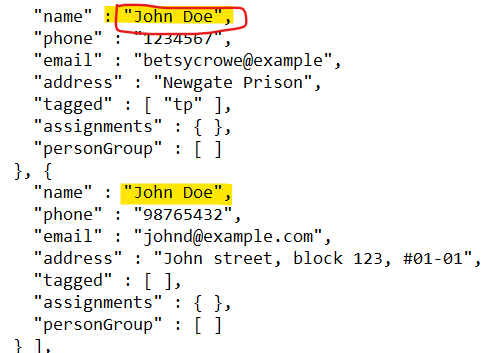 "name" : "John Doe",
"phone" : "1234567",
"email" : "betsycrowe@example",
"address" : "Newgate Prison",
"tagged" : [ "tp" ],
"assignments" : { },
"personGroup" : [ ]
}, {
"name" : "John Doe",
"phone" : "98765432",
"email" : "johnd@example.com",
"address" : "John street, block 123, #01-01",
"tagged" : [ ],
"assignments" : { },
"personGroup" : [ ]
} ],